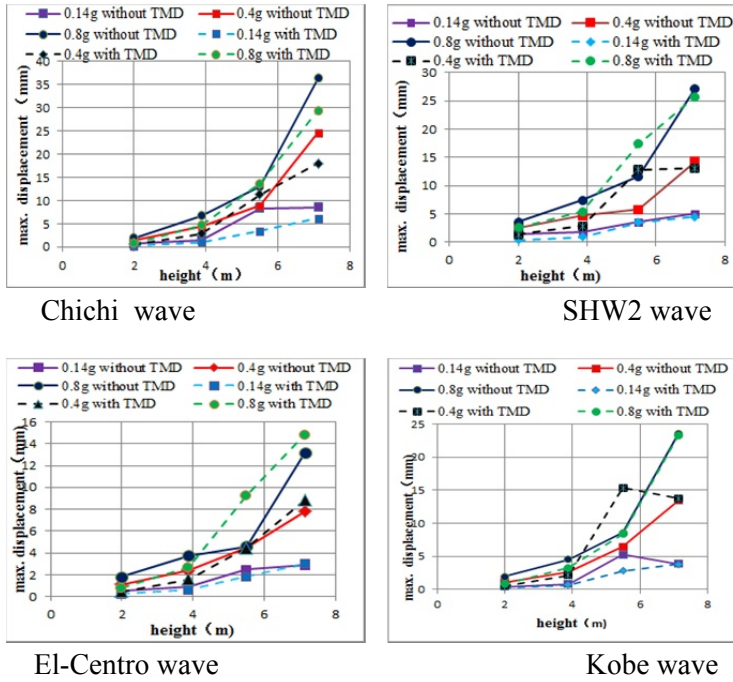 0.14g without TMD 0.4g without TMD
0.8g without TMD 0.14g with TMD
0.4g with TMD 0.8g with TMD
max. displacement (mm)
40
35
30
25
20
15
10
5
0
0 2 4 6 8
height (m)
Chichi wave
0.14g without TMD 0.4g without TMD
0.8g without TMD 0.14g with TMD
0.4g with TMD 0.8g with TMD
max. displacement (mm)
30
25
20
15
10
5
0
0 2 4 6 8
height (m)
SHW2 wave
0.14g without TMD 0.4g without TMD
0.8g without TMD 0.14g with TMD
0.4g with TMD 0.8g with TMD
max. displacement (mm)
16
14
12
10
8
6
4
2
0
0 2 4 6 8
height (m)
El-Centro wave
0.14g without TMD 0.4g without TMD
0.8g without TMD 0.14g with TMD
0.4g with TMD 0.8g with TMD
max. displacement (mm)
25
20
15
10
5
0
0 2 4 6 8
height (m)
Kobe wave